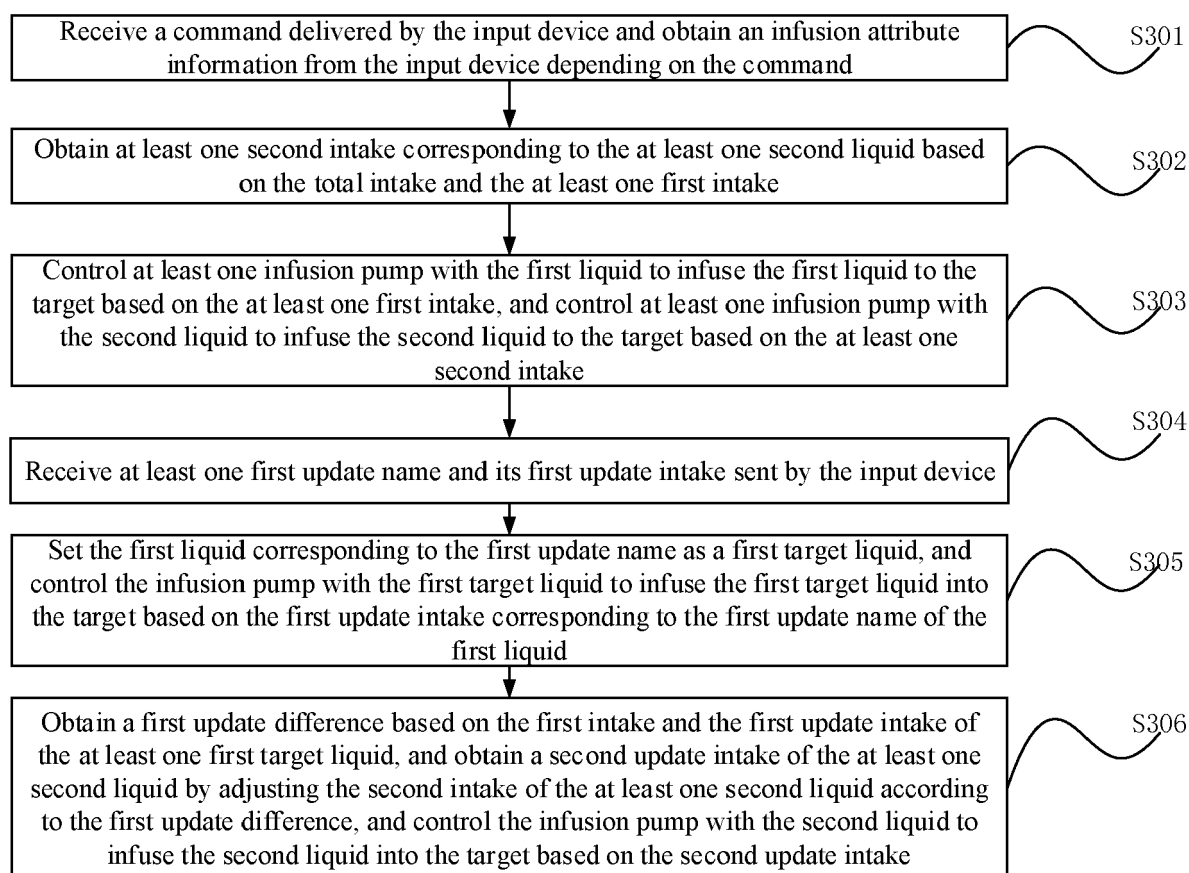 Receive a command delivered by the input device and obtain an infusion attribute
information from the input device depending on the command
S301
Obtain at least one second intake corresponding to the at least one second liquid based
on the total intake and the at least one first intake
S302
Control at least one infusion pump with the first liquid to infuse the first liquid to the
target based on the at least one first intake, and control at least one infusion pump with
the second liquid to infuse the second liquid to the target based on the at least one
second intake
S303
Receive at least one first update name and its first update intake sent by the input device
S304
Set the first liquid corresponding to the first update name as a first target liquid, and
control the infusion pump with the first target liquid to infuse the first target liquid into
the target based on the first update intake corresponding to the first update name of the
first liquid
S305
Obtain a first update difference based on the first intake and the first update intake of
the at least one first target liquid, and obtain a second update intake of the at least one
second liquid by adjusting the second intake of the at least one second liquid according
to the first update difference, and control the infusion pump with the second liquid to
infuse the second liquid into the target based on the second update intake
S306